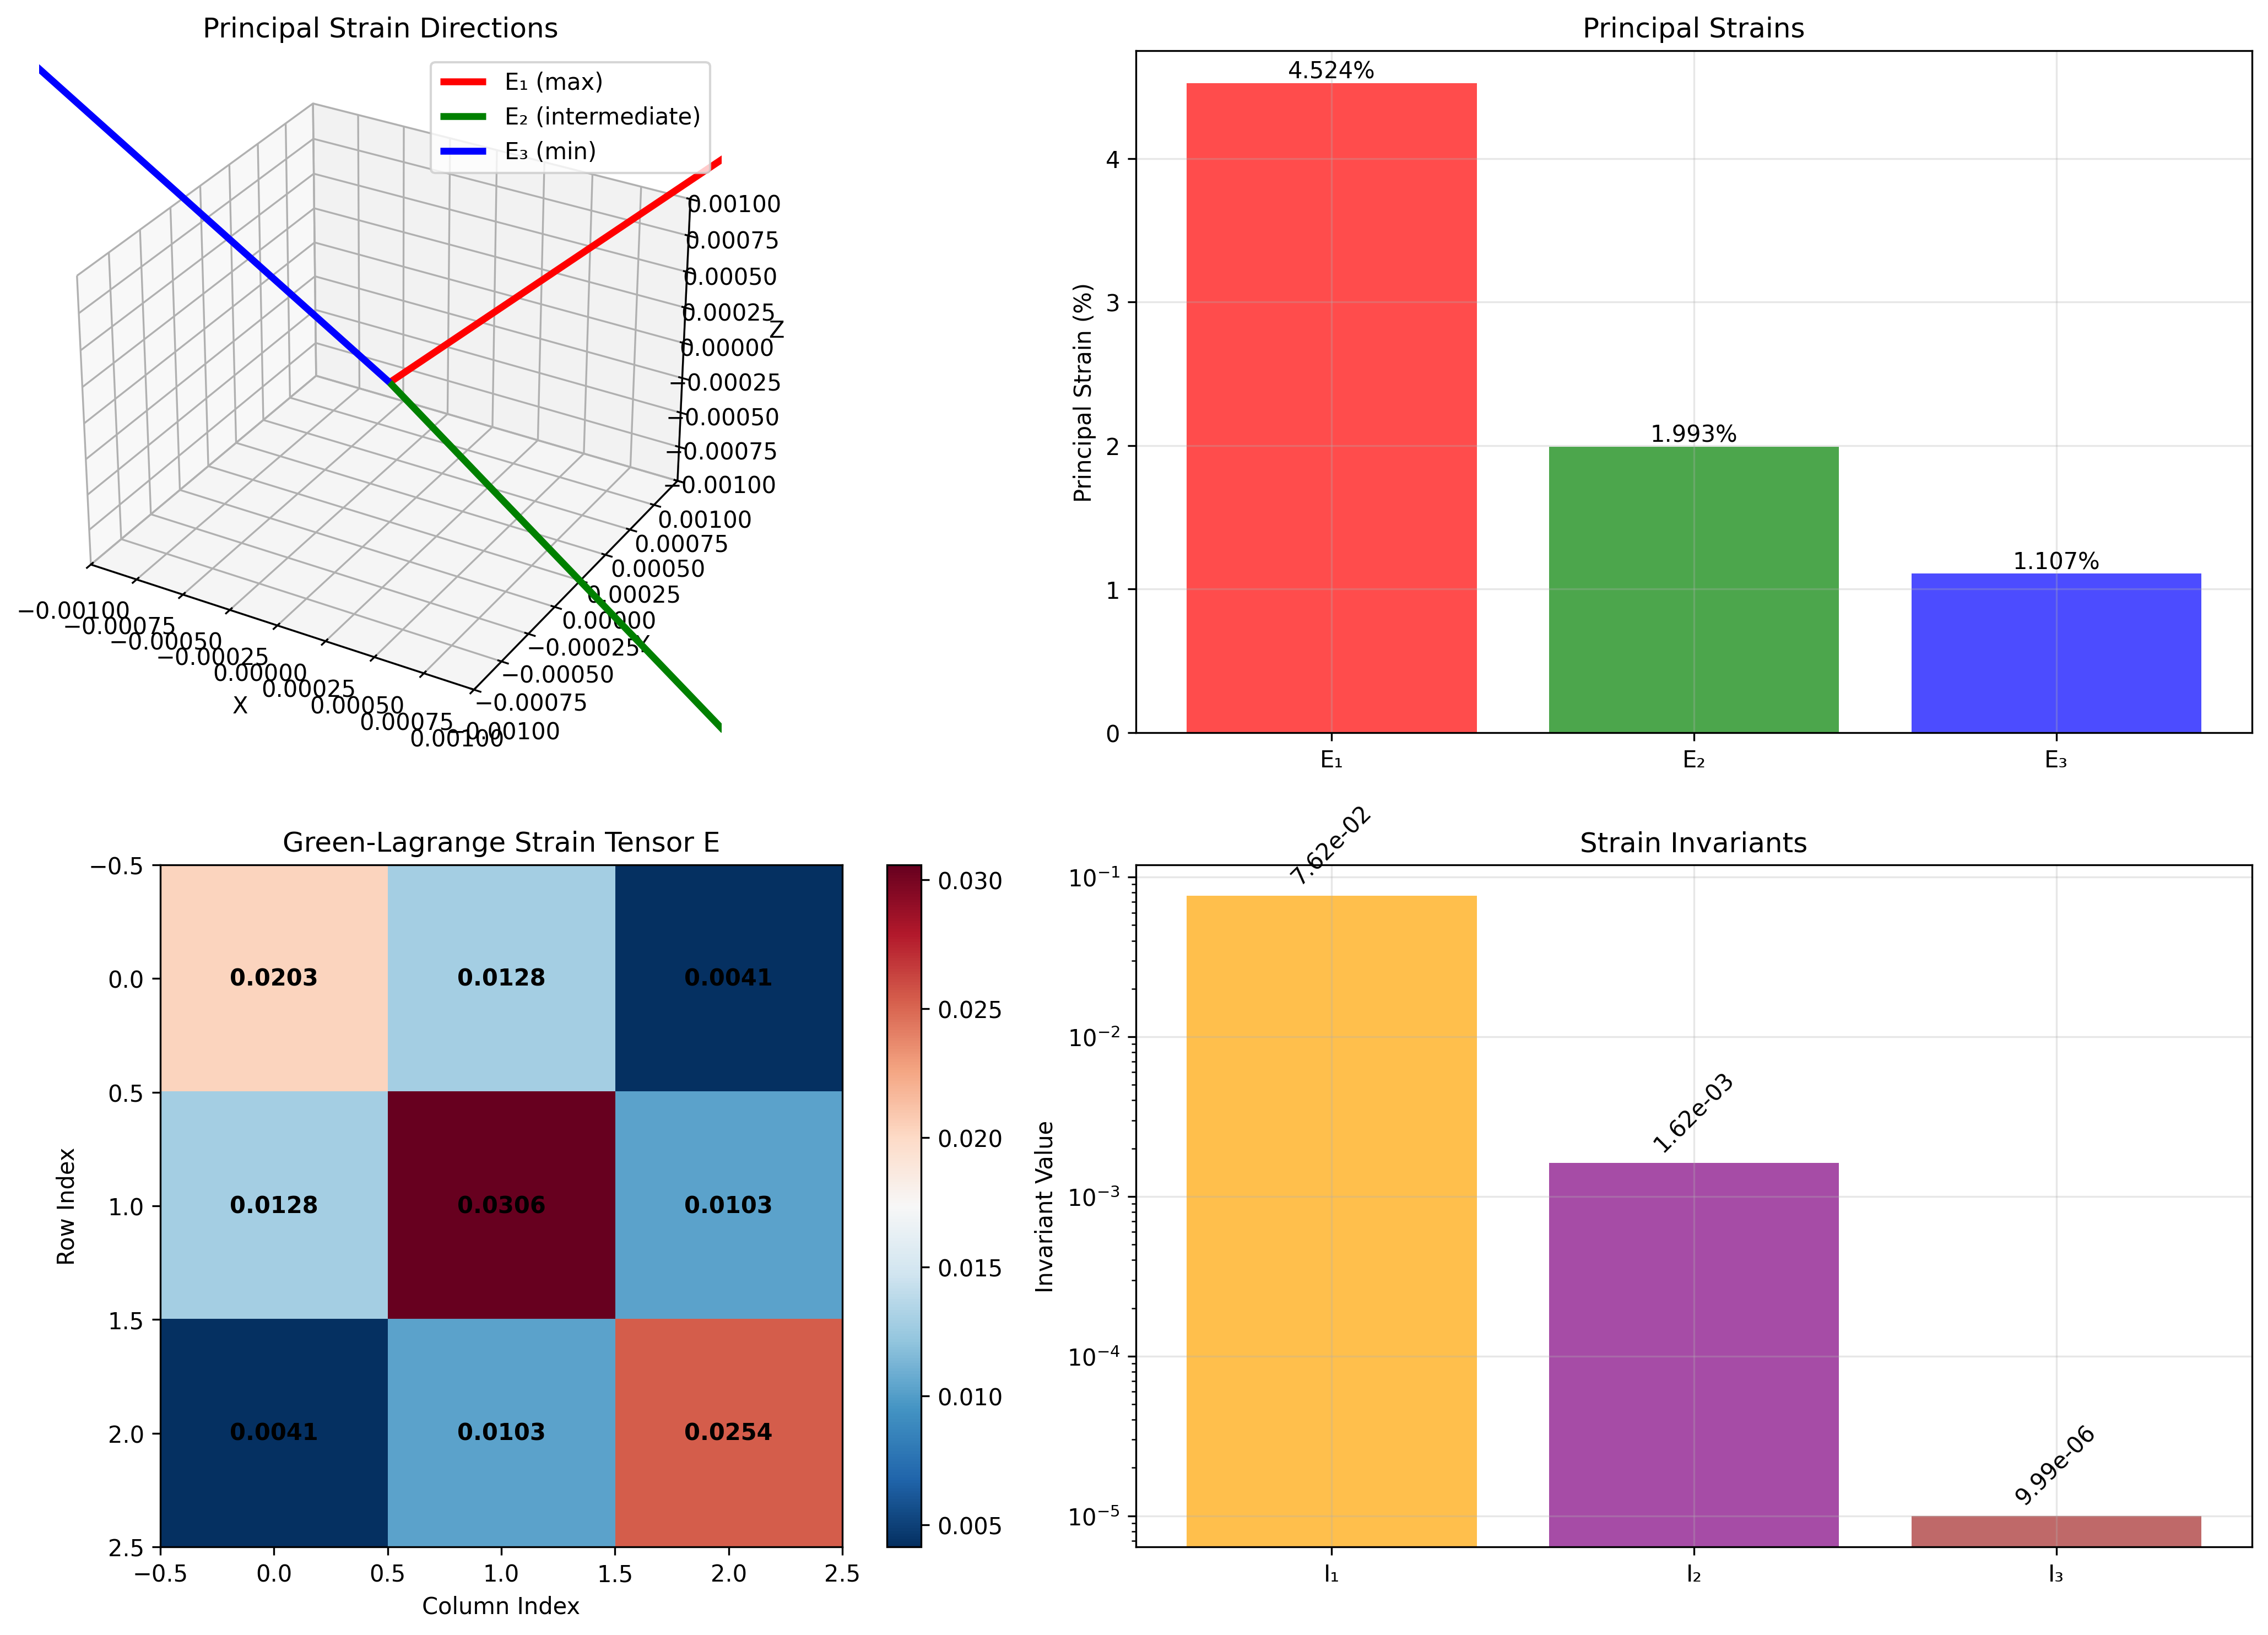 Principal Strain Directions
E₁ (max)
E₂ (intermediate)
E₃ (min)
0.00100
0.00075
0.00050
0.00025
0.00000
−0.00025
−0.00050
−0.00075
−0.00100
Z
0.00100
0.00075
0.00050
0.00025
0.00000
−0.00025
−0.00050
−0.00075
−0.00100
Y
−0.00100
−0.00075
−0.00050
−0.00025
0.00000
0.00025
0.00050
0.00075
0.00100
X
Principal Strains
Principal Strain (%)
4
3
2
1
0
4.524%
1.993%
1.107%
E₁
E₂
E₃
Green-Lagrange Strain Tensor E
Row Index
−0.5
0.0
0.5
1.0
1.5
2.0
2.5
0.0203 0.0128 0.0041
0.0128 0.0306 0.0103
0.0041 0.0103 0.0254
−0.5 0.0 0.5 1.0 1.5 2.0 2.5
Column Index
0.030
0.025
0.020
0.015
0.010
0.005
Strain Invariants
Invariant Value
10⁻¹
10⁻²
10⁻³
10⁻⁴
10⁻⁵
7.62e-02
1.62e-03
9.99e-06
I₁
I₂
I₃